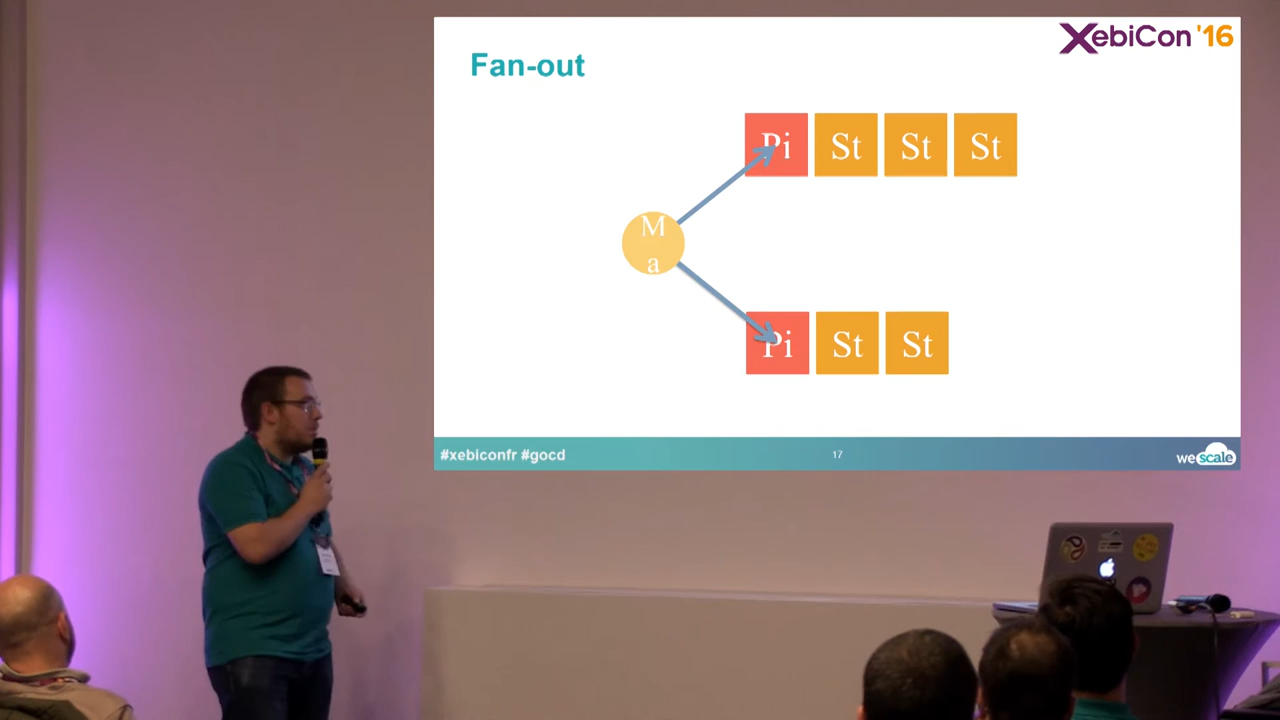 XebiCon '16
Fan-out
Pi St St St
M
a
Pi St St
#xebiconfr #gocd
17
wescale